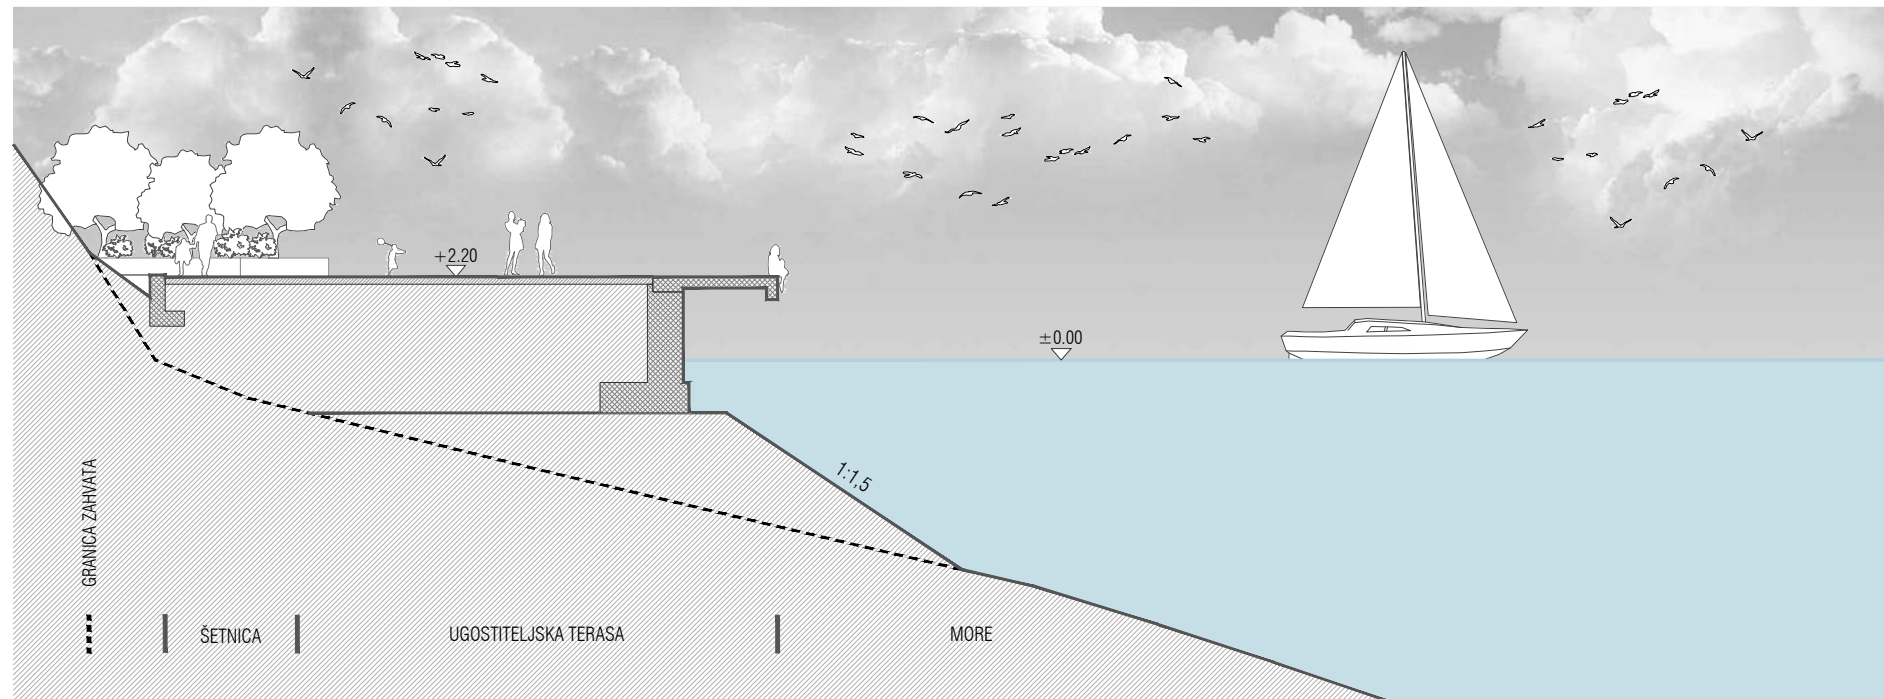 +2.20
±0.00
1:1,5
GRANICA ZAHVATA
ŠETNICA
UGOSTITELJSKA TERASA
MORE